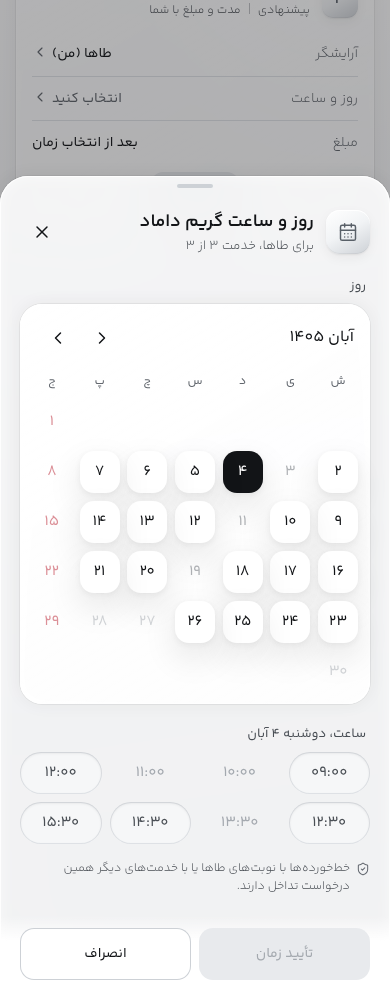 پیشنهادی | مدت و مبلغ با شما
آرایشگر طاها (من)
روز و ساعت انتخاب کنید
مبلغ بعد از انتخاب زمان
روز و ساعت گریم داماد
برای طاها، خدمت ۳ از ۳
روز
آبان ۱۴۰۵
ش ی د س چ پ ج
۱
۲ ۳ ۴ ۵ ۶ ۷ ۸
۹ ۱۰ ۱۱ ۱۲ ۱۳ ۱۴ ۱۵
۱۶ ۱۷ ۱۸ ۱۹ ۲۰ ۲۱ ۲۲
۲۳ ۲۴ ۲۵ ۲۶ ۲۷ ۲۸ ۲۹
۳۰
ساعت، دوشنبه ۴ آبان
۰۹:۰۰ ۱۰:۰۰ ۱۱:۰۰ ۱۲:۰۰
۱۲:۳۰ ۱۳:۳۰ ۱۴:۳۰ ۱۵:۳۰
خط‌خورده‌ها با نوبت‌های طاها یا با خدمت‌های دیگر همین
درخواست تداخل دارند.
تأیید زمان انصراف